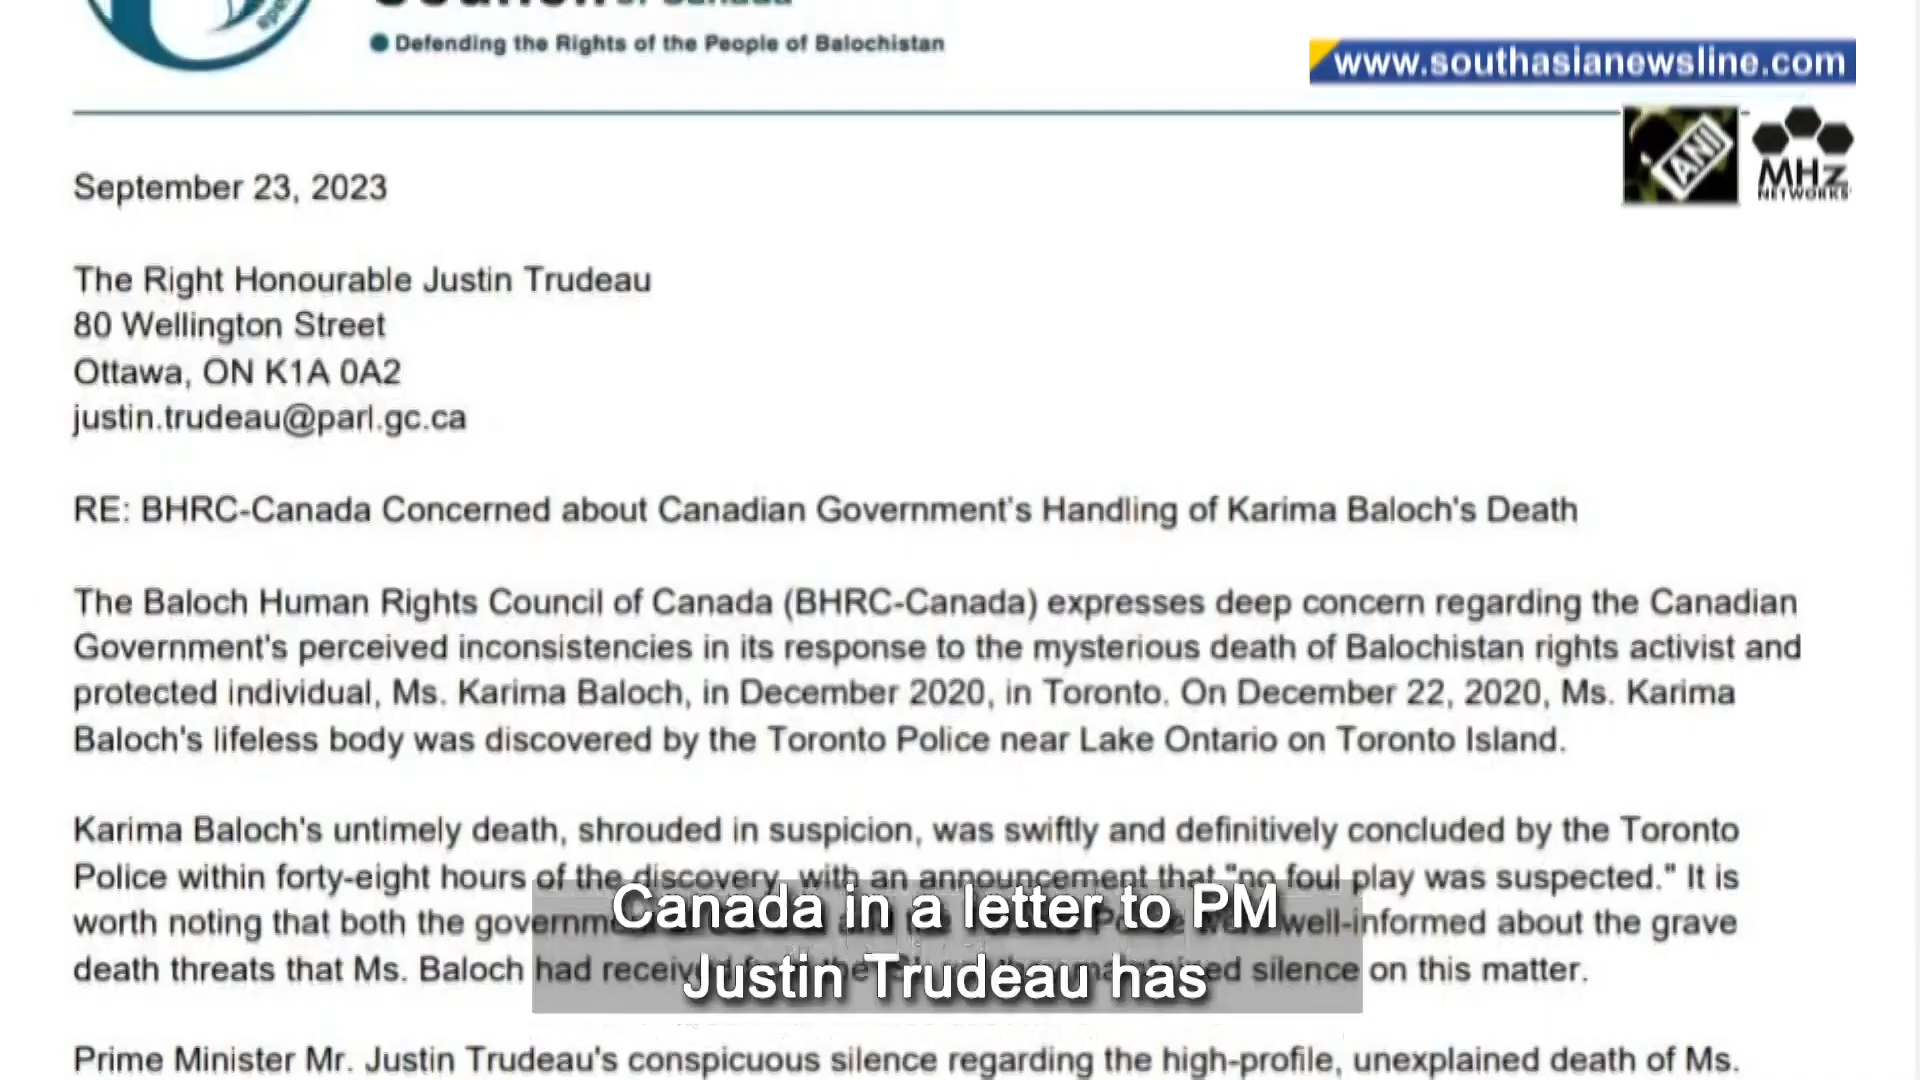 of Canada
Defending the Rights of the People of Balochistan
www.southasianewsline.com
ANI
MHz
NETWORKS
September 23, 2023
The Right Honourable Justin Trudeau
80 Wellington Street
Ottawa, ON K1A 0A2
justin.trudeau@parl.gc.ca
RE: BHRC-Canada Concerned about Canadian Government's Handling of Karima Baloch's Death
The Baloch Human Rights Council of Canada (BHRC-Canada) expresses deep concern regarding the Canadian
Government's perceived inconsistencies in its response to the mysterious death of Balochistan rights activist and
protected individual, Ms. Karima Baloch, in December 2020, in Toronto. On December 22, 2020, Ms. Karima
Baloch's lifeless body was discovered by the Toronto Police near Lake Ontario on Toronto Island.
Karima Baloch's untimely death, shrouded in suspicion, was swiftly and definitively concluded by the Toronto
Police within forty-eight hours of the discovery, with an announcement that "no foul play was suspected." It is
worth noting that both the well-informed about the grave
death threats that Ms. Baloch had silence on this matter.
Canada in a letter to PM
Justin Trudeau has
Prime Minister Mr. Justin Trudeau's conspicuous silence regarding the high-profile, unexplained death of Ms.